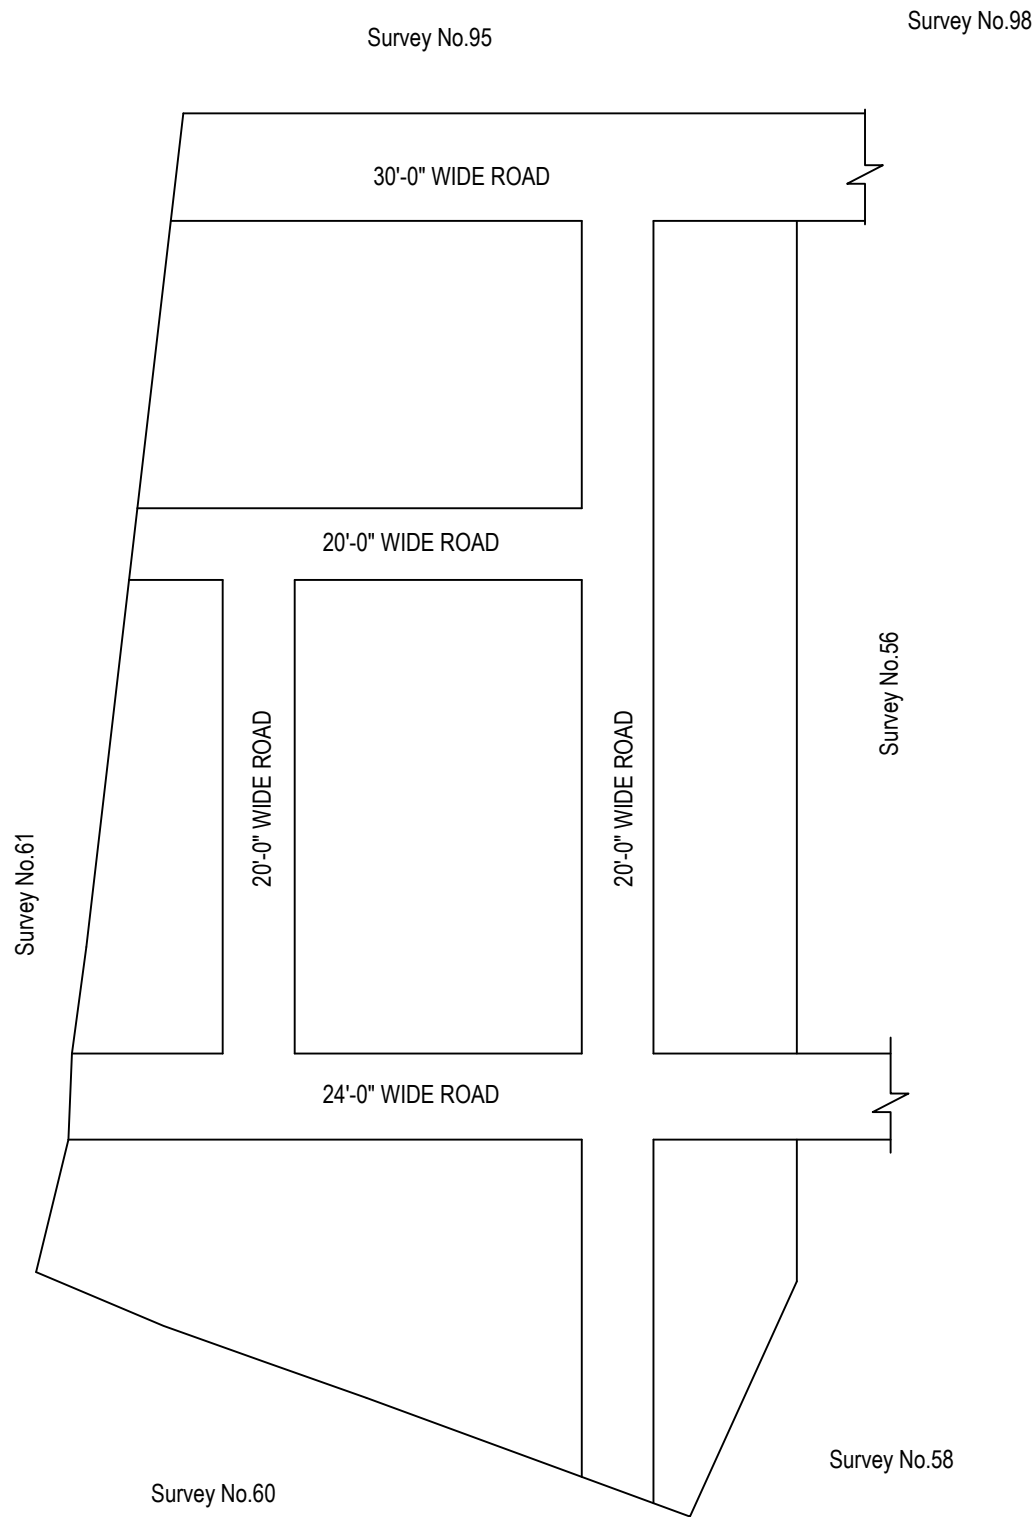 Survey No.98
Survey No.95
30'-0" WIDE ROAD
20'-0" WIDE ROAD
Survey No.56
20'-0" WIDE ROAD
20'-0" WIDE ROAD
Survey No.61
24'-0" WIDE ROAD
Survey No.58
Survey No.60